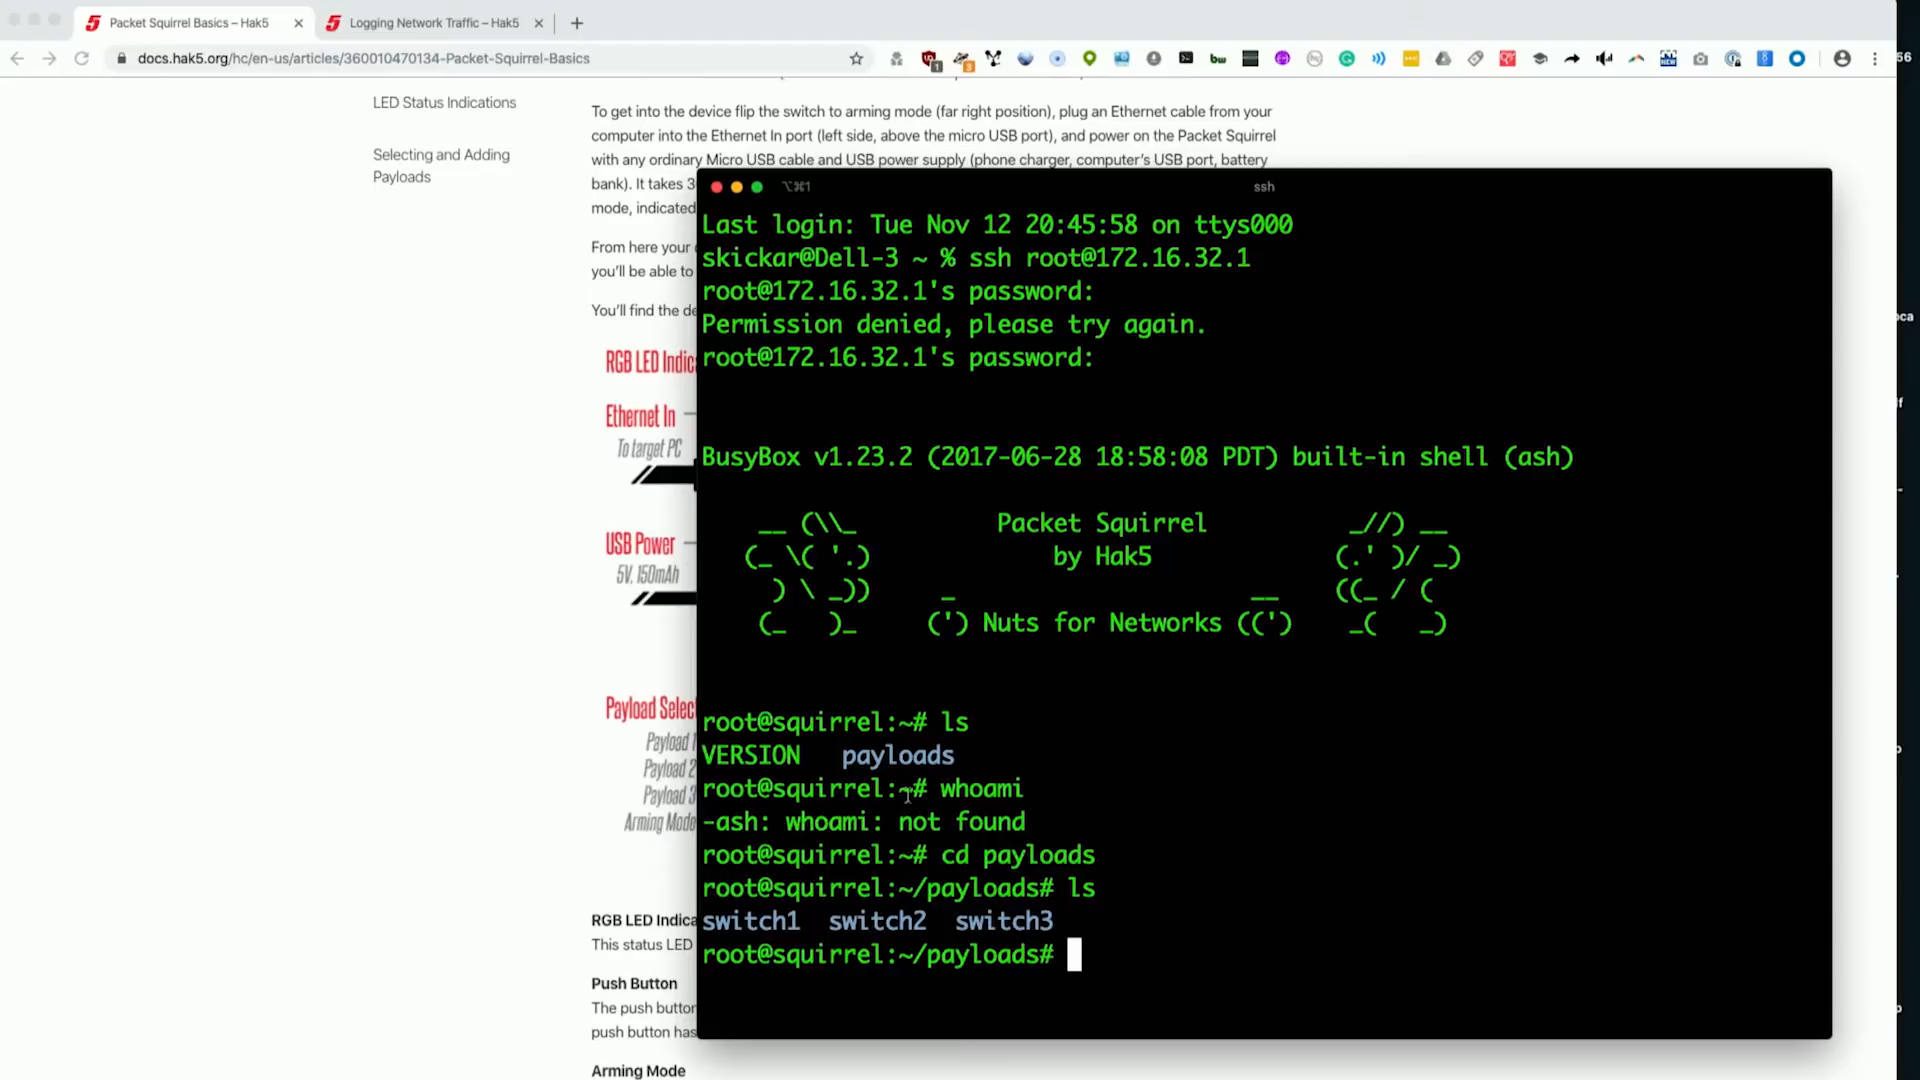 Packet Squirrel Basics – Hak5
Logging Network Traffic – Hak5
docs.hak5.org/hc/en-us/articles/360010470134-Packet-Squirrel-Basics
LED Status Indications
Selecting and Adding
Payloads
To get into the device flip the switch to arming mode (far right position), plug an Ethernet cable from your
computer into the Ethernet In port (left side, above the micro USB port), and power on the Packet Squirrel
with any ordinary Micro USB cable and USB power supply (phone charger, computer's USB port, battery
bank). It takes 3
mode, indicated
From here your
you'll be able to
You'll find the de
RGB LED Indic
Ethernet In
To target PC
USB Power
5V, 150mAh
Payload Selec
Payload 1
Payload 2
Payload 3
Arming Mode
RGB LED Indica
This status LED
Push Button
The push button
push button has
Arming Mode
⌥⌘1
ssh
Last login: Tue Nov 12 20:45:58 on ttys000
skickar@Dell-3 ~ % ssh root@172.16.32.1
root@172.16.32.1's password:
Permission denied, please try again.
root@172.16.32.1's password:
BusyBox v1.23.2 (2017-06-28 18:58:08 PDT) built-in shell (ash)
__ (\\_ Packet Squirrel _//) __
(_ \( '.) by Hak5 (.' )/ _)
) \ _)) _ __ ((_ / (
(_ )_ (') Nuts for Networks ((') _( _)
root@squirrel:~# ls
VERSION payloads
root@squirrel:~# whoami
-ash: whoami: not found
root@squirrel:~# cd payloads
root@squirrel:~/payloads# ls
switch1 switch2 switch3
root@squirrel:~/payloads#